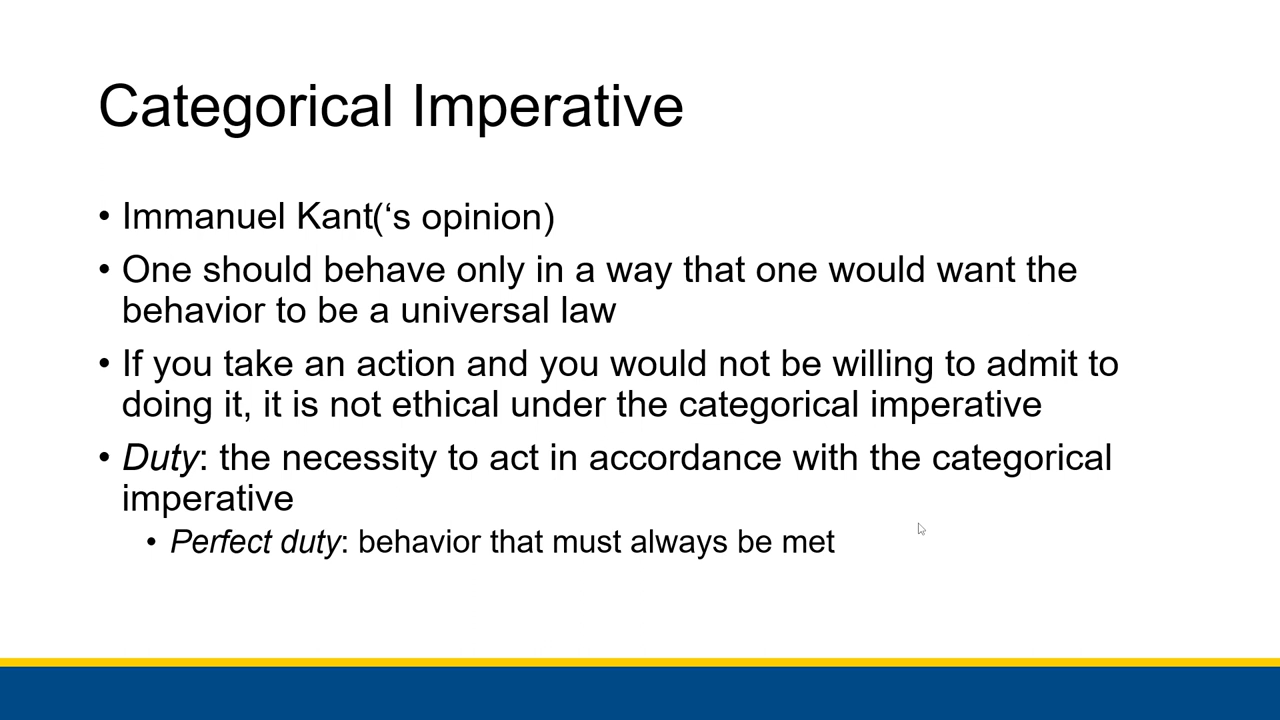 Categorical Imperative
• Immanuel Kant(‘s opinion)
• One should behave only in a way that one would want the
behavior to be a universal law
• If you take an action and you would not be willing to admit to
doing it, it is not ethical under the categorical imperative
• Duty: the necessity to act in accordance with the categorical
imperative
• Perfect duty: behavior that must always be met